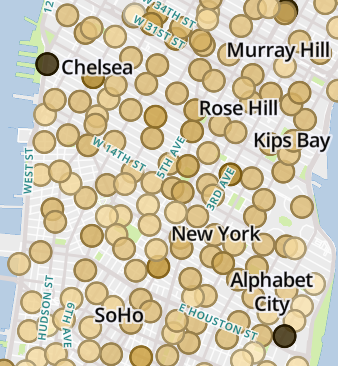 12
W 34TH ST
W 31ST ST
Murray Hill
Chelsea
Rose Hill
Kips Bay
W 14TH ST
5TH AVE
WEST ST
3RD AVE
New York
Alphabet
City
HUDSON ST
6TH AVE
SoHo
E HOUSTON ST